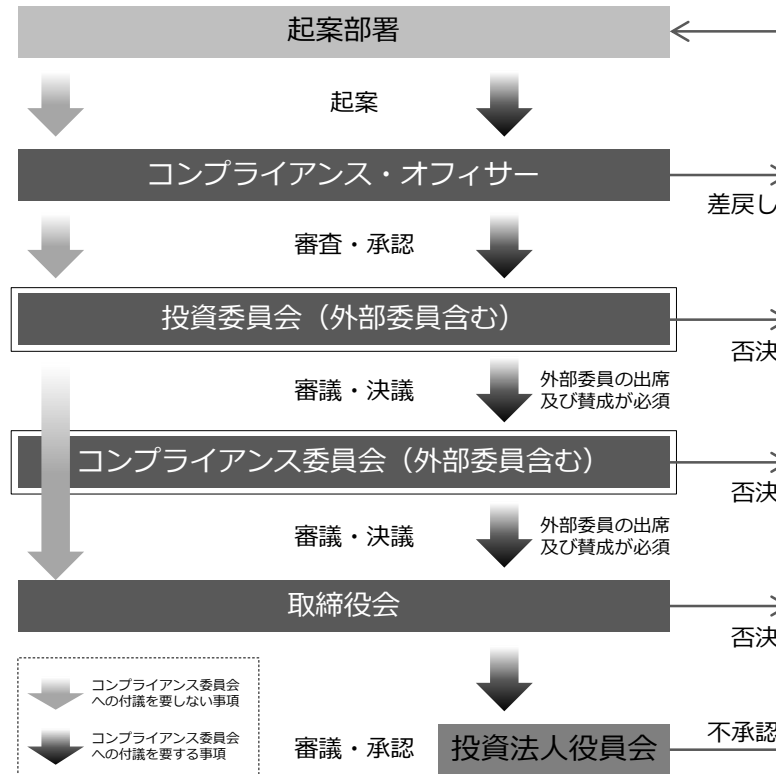 起案部署
起案
コンプライアンス・オフィサー
差戻し
審査・承認
投資委員会（外部委員含む）
否決
審議・決議
外部委員の出席
及び賛成が必須
コンプライアンス委員会（外部委員含む）
否決
審議・決議
外部委員の出席
及び賛成が必須
取締役会
否決
コンプライアンス委員会
への付議を要しない事項
コンプライアンス委員会
への付議を要する事項
審議・承認
投資法人役員会
不承認